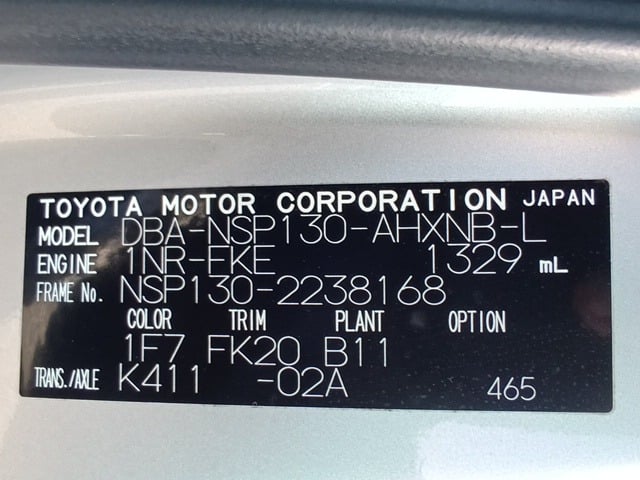 TOYOTA MOTOR CORPORATION JAPAN
MODEL DBA-NSP130-AHXNB-L
ENGINE 1NR-FKE 1329 mL
FRAME No. NSP130-2238168
COLOR TRIM PLANT OPTION
1F7 FK20 B11
TRANS./AXLE K411 -02A 465